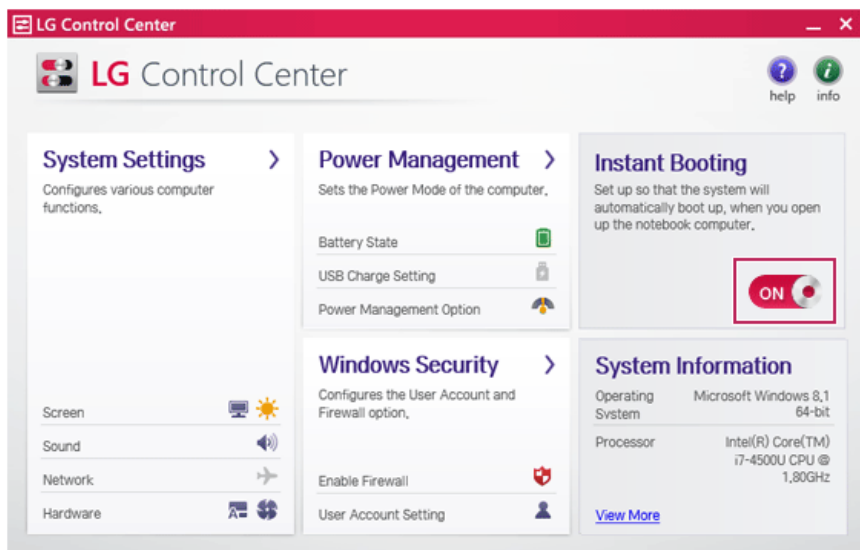 LG Control Center
LG Control Center
help info
System Settings
Configures various computer
functions.
Screen
Sound
Network
Hardware
Power Management
Sets the Power Mode of the computer.
Battery State
USB Charge Setting
Power Management Option
Instant Booting
Set up so that the system will
automatically boot up, when you open
up the notebook computer.
ON
Windows Security
Configures the User Account and
Firewall option.
Enable Firewall
User Account Setting
System Information
Operating Microsoft Windows 8.1
System 64-bit
Processor Intel(R) Core(TM)
i7-4500U CPU @
1.80GHz
View More